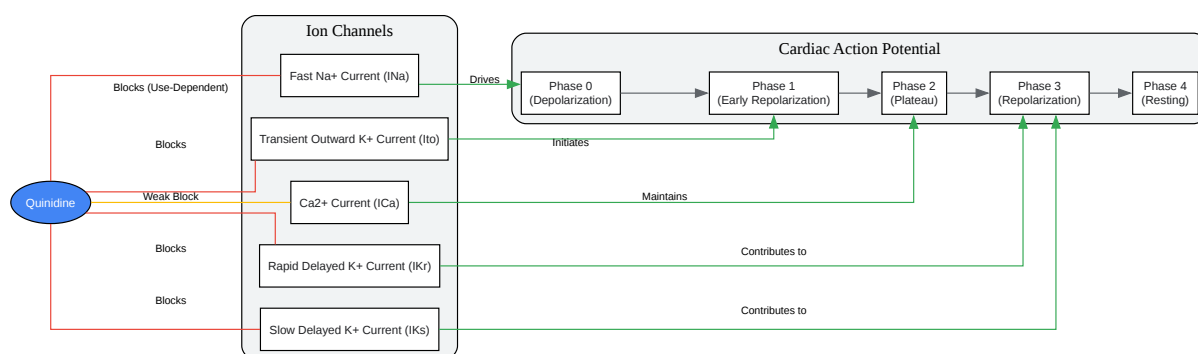 Ion Channels
Cardiac Action Potential
Fast Na+ Current (INa)
Blocks (Use-Dependent)
Drives
Phase 0
(Depolarization)
Phase 1
(Early Repolarization)
Phase 2
(Plateau)
Phase 3
(Repolarization)
Phase 4
(Resting)
Transient Outward K+ Current (Ito)
Blocks
Initiates
Quinidine
Weak Block
Ca2+ Current (ICa)
Maintains
Blocks
Rapid Delayed K+ Current (IKr)
Contributes to
Blocks
Slow Delayed K+ Current (IKs)
Contributes to